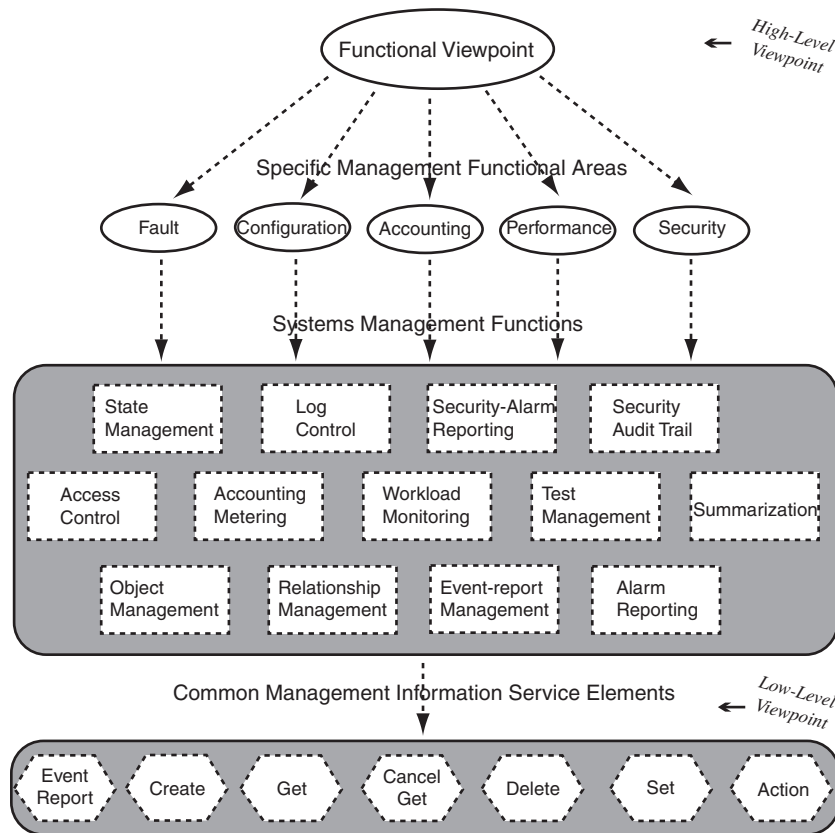 Functional Viewpoint
High-Level
Viewpoint
Specific Management Functional Areas
Fault
Configuration
Accounting
Performance
Security
Systems Management Functions
State
Management
Log
Control
Security-Alarm
Reporting
Security
Audit Trail
Access
Control
Accounting
Metering
Workload
Monitoring
Test
Management
Summarization
Object
Management
Relationship
Management
Event-report
Management
Alarm
Reporting
Common Management Information Service Elements
Low-Level
Viewpoint
Event
Report
Create
Get
Cancel
Get
Delete
Set
Action